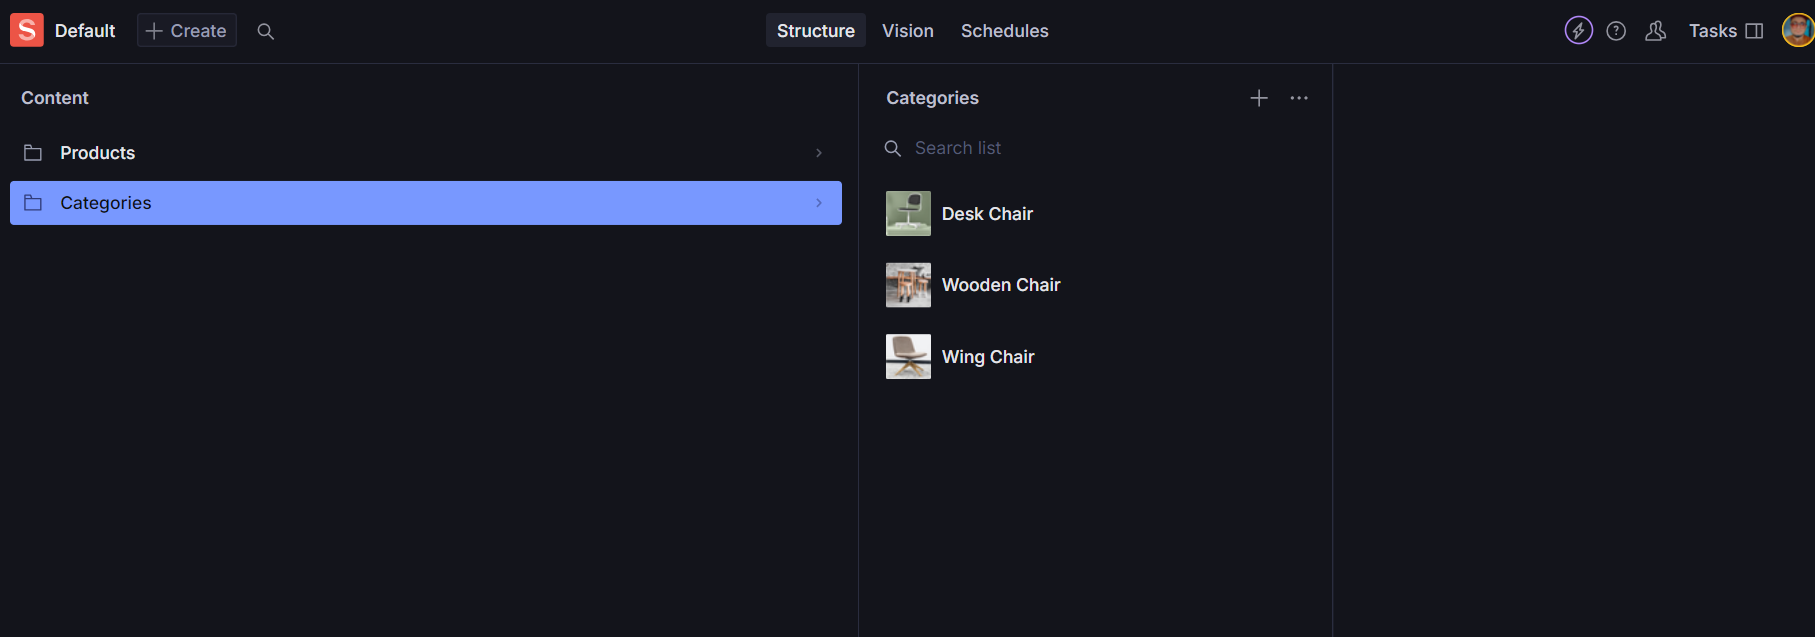 S Default
Create
Structure
Vision
Schedules
?
Tasks
Content
Products
Categories
Categories
Search list
Desk Chair
Wooden Chair
Wing Chair